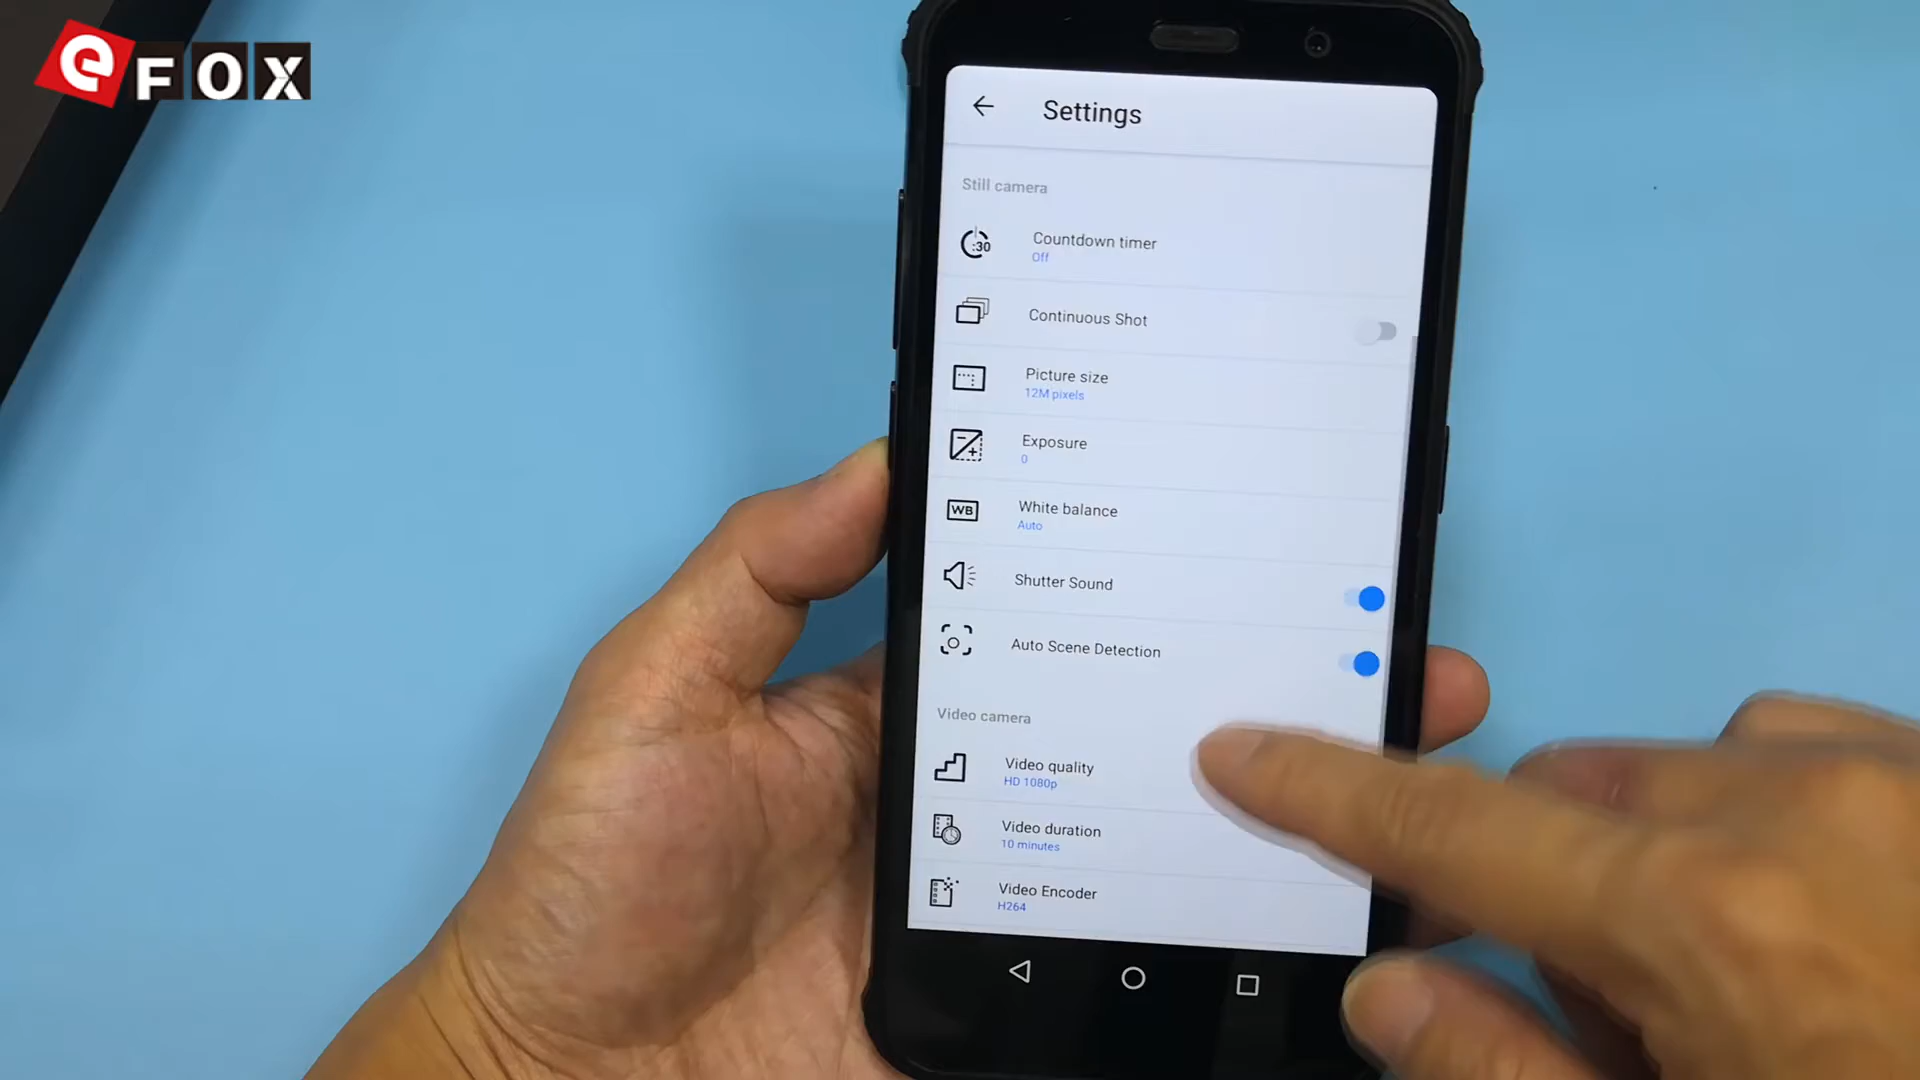 eFOX
Settings
Still camera
:30
Countdown timer
Off
Continuous Shot
Picture size
12M pixels
Exposure
0
WB
White balance
Auto
Shutter Sound
Auto Scene Detection
Video camera
Video quality
HD 1080p
Video duration
10 minutes
Video Encoder
H264